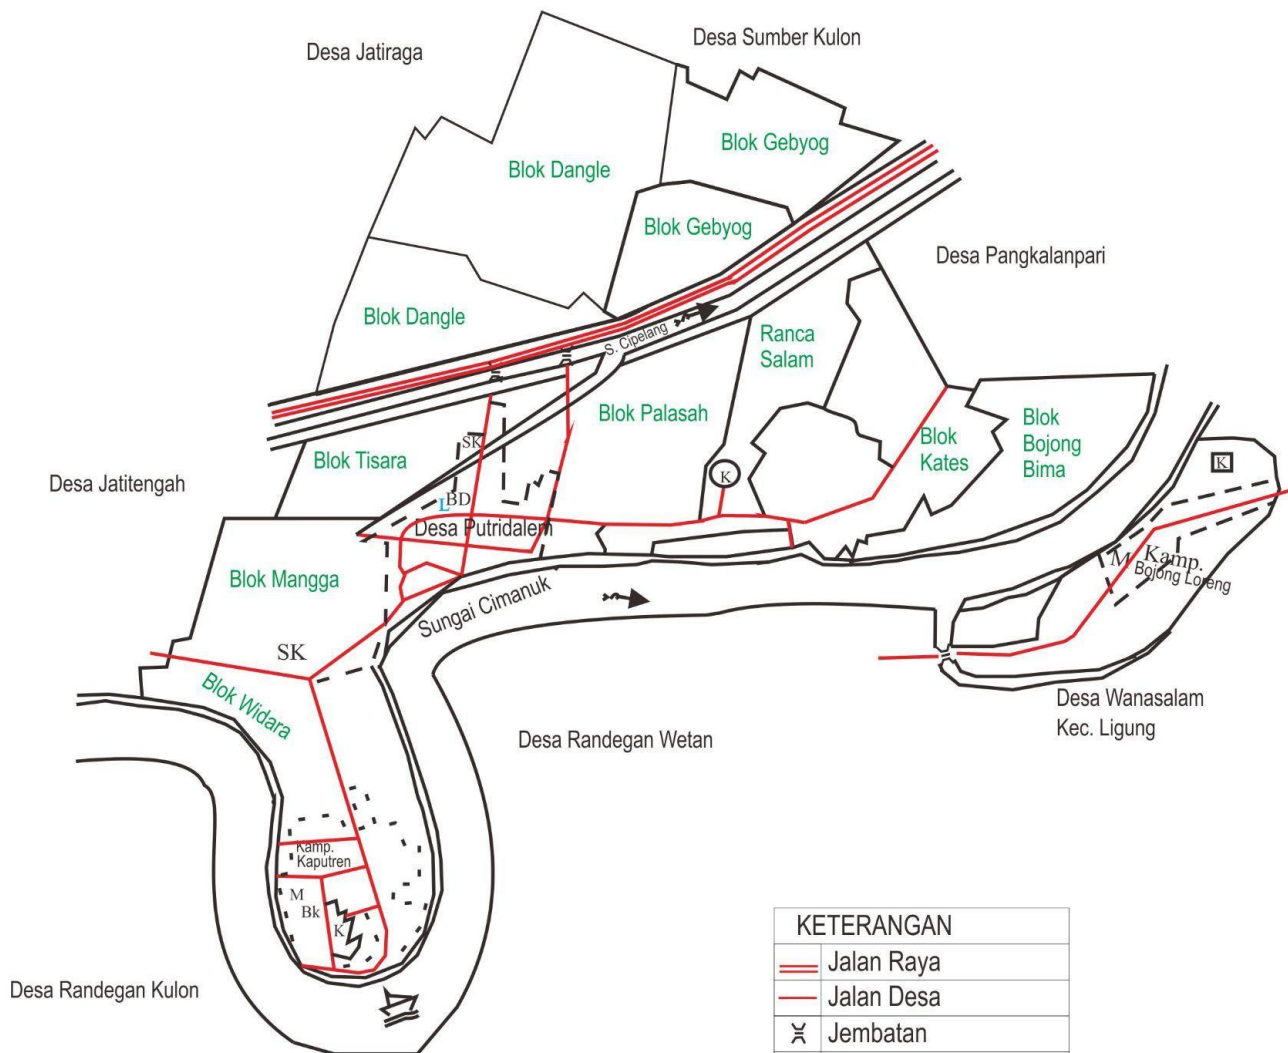 Desa Jatiraga
Desa Sumber Kulon
Blok Gebyog
Blok Dangle
Blok Gebyog
Desa Pangkalanpari
Blok Dangle
S. Cipelang
Ranca
Salam
Blok Palasah
Blok
Kates
Blok
Bojong
Bima
SK
Blok Tisara
K
K
Desa Jatitengah
L
BD
Desa Putridalem
M
Kamp.
Bojong Loreng
Blok Mangga
Sungai Cimanuk
SK
Blok Widara
Desa Wanasalam
Kec. Ligung
Desa Randegan Wetan
Kamp.
Kaputren
M
Bk
K
Desa Randegan Kulon
KETERANGAN
Jalan Raya
Jalan Desa
Jembatan